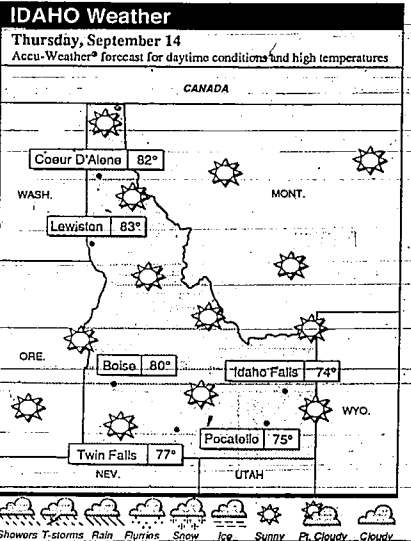 IDAHO Weather
Thursday, September 14
Accu-Weather® forecast for daytime conditions and high temperatures
CANADA
Coeur D'Alene 82°
WASH.
MONT.
Lewiston 83°
ORE.
Boise 80°
Idaho Falls 74°
WYO.
Pocatello 75°
Twin Falls 77°
NEV.
UTAH
Showers T-storms Rain Flurries Snow Ice Sunny Pt. Cloudy Cloudy